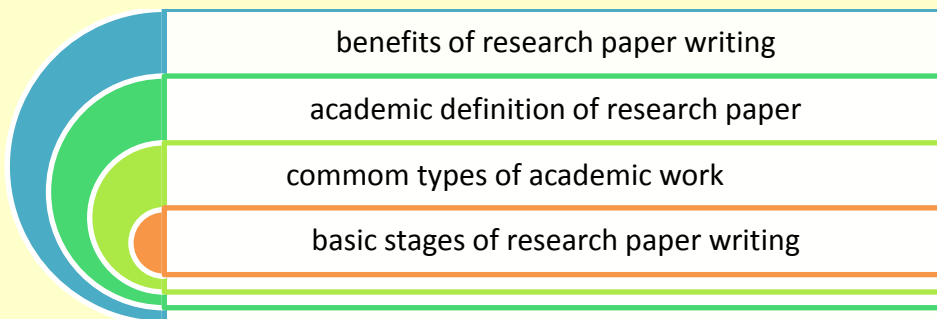 benefits of research paper writing
academic definition of research paper
commom types of academic work
basic stages of research paper writing